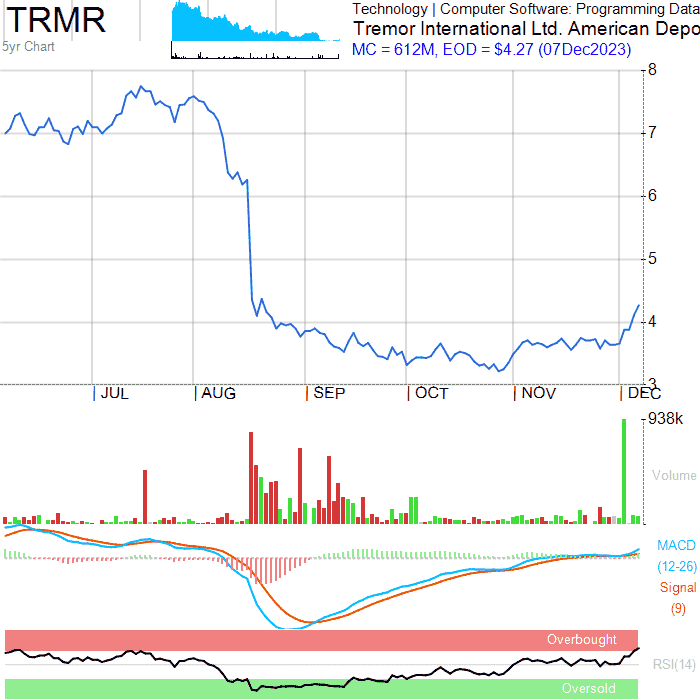 TRMR
5yr Chart
Technology | Computer Software: Programming Data
Tremor International Ltd. American Depo
MC = 612M, EOD = $4.27 (07Dec2023)
8
7
6
5
4
3
JUL
AUG
SEP
OCT
NOV
DEC
938k
Volume
MACD
(12-26)
Signal
(9)
Overbought
RSI(14)
Oversold